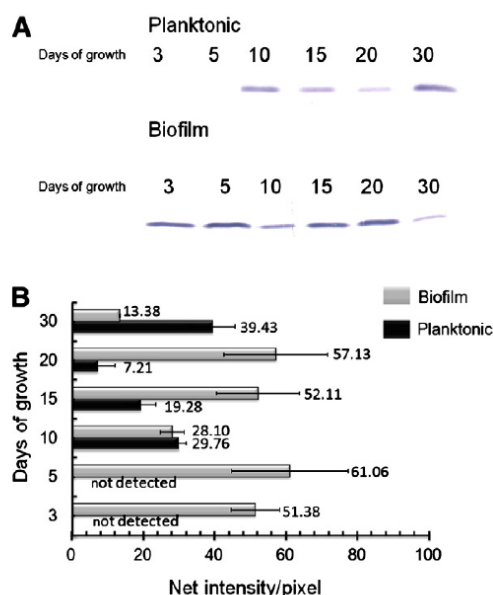 A
Planktonic
Days of growth 3 5 10 15 20 30
Biofilm
Days of growth 3 5 10 15 20 30
B
Biofilm
Planktonic
Days of growth
30 13.38
39.43
20 57.13
7.21
15 52.11
19.28
10 28.10
29.76
5 61.06
not detected
3 51.38
not detected
0 20 40 60 80 100
Net intensity/pixel